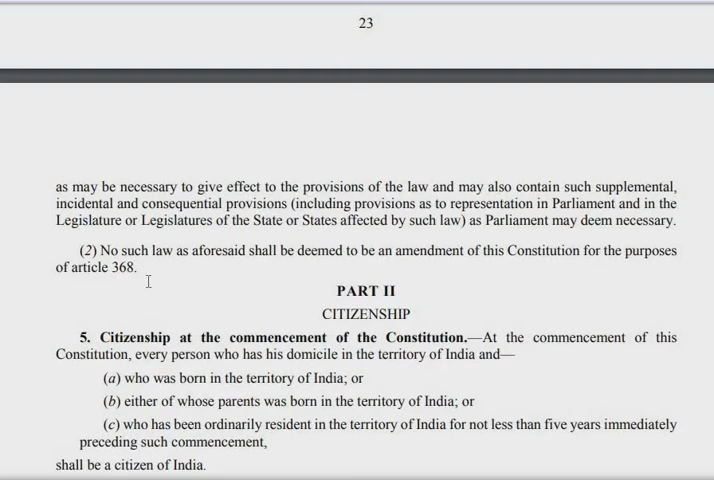 23
as may be necessary to give effect to the provisions of the law and may also contain such supplemental,
incidental and consequential provisions (including provisions as to representation in Parliament and in the
Legislature or Legislatures of the State or States affected by such law) as Parliament may deem necessary.
(2) No such law as aforesaid shall be deemed to be an amendment of this Constitution for the purposes
of article 368.
PART II
CITIZENSHIP
5. Citizenship at the commencement of the Constitution.—At the commencement of this
Constitution, every person who has his domicile in the territory of India and—
(a) who was born in the territory of India; or
(b) either of whose parents was born in the territory of India; or
(c) who has been ordinarily resident in the territory of India for not less than five years immediately
preceding such commencement,
shall be a citizen of India.